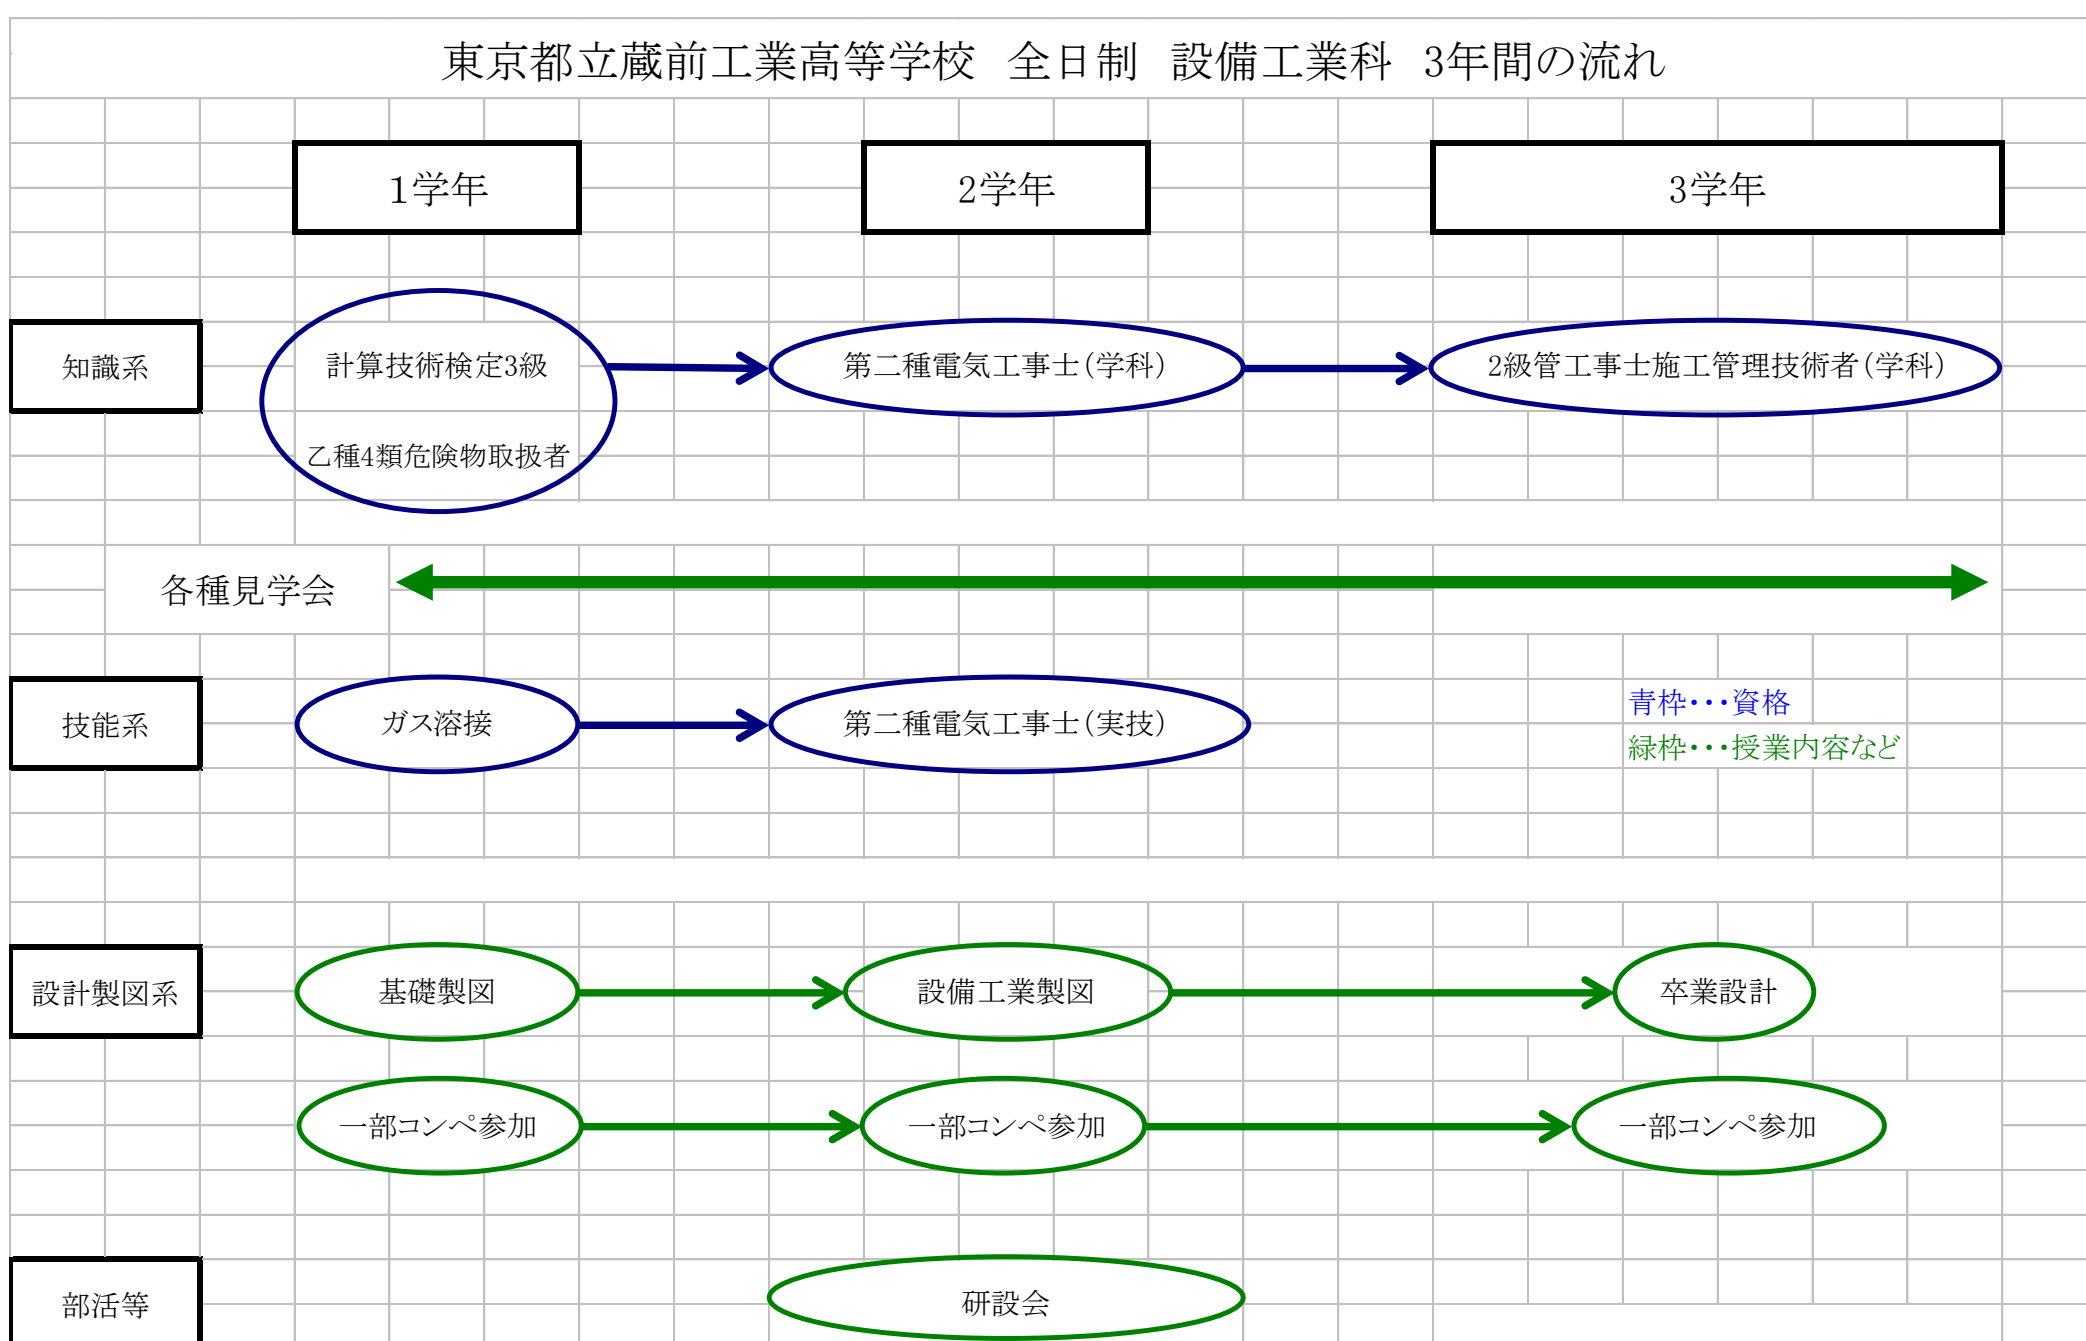 東京都立蔵前工業高等学校　全日制　設備工業科　3年間の流れ
1学年
2学年
3学年
知識系
計算技術検定3級
第二種電気工事士(学科)
2級管工事士施工管理技術者(学科)
乙種4類危険物取扱者
各種見学会
技能系
ガス溶接
第二種電気工事士(実技)
青枠・・・資格
緑枠・・・授業内容など
設計製図系
基礎製図
設備工業製図
卒業設計
一部コンペ参加
一部コンペ参加
一部コンペ参加
部活等
研設会